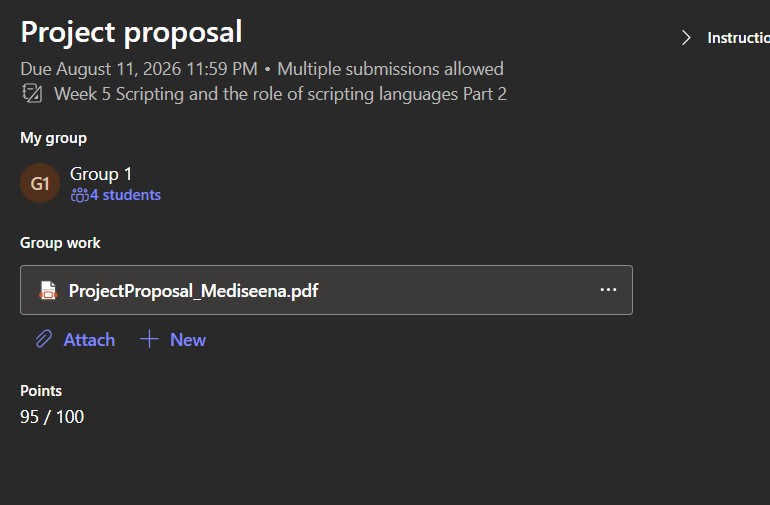 Project proposal
Instructio
Due August 11, 2026 11:59 PM • Multiple submissions allowed
Week 5 Scripting and the role of scripting languages Part 2
My group
G1
Group 1
4 students
Group work
ProjectProposal_Mediseena.pdf
Attach
New
Points
95 / 100